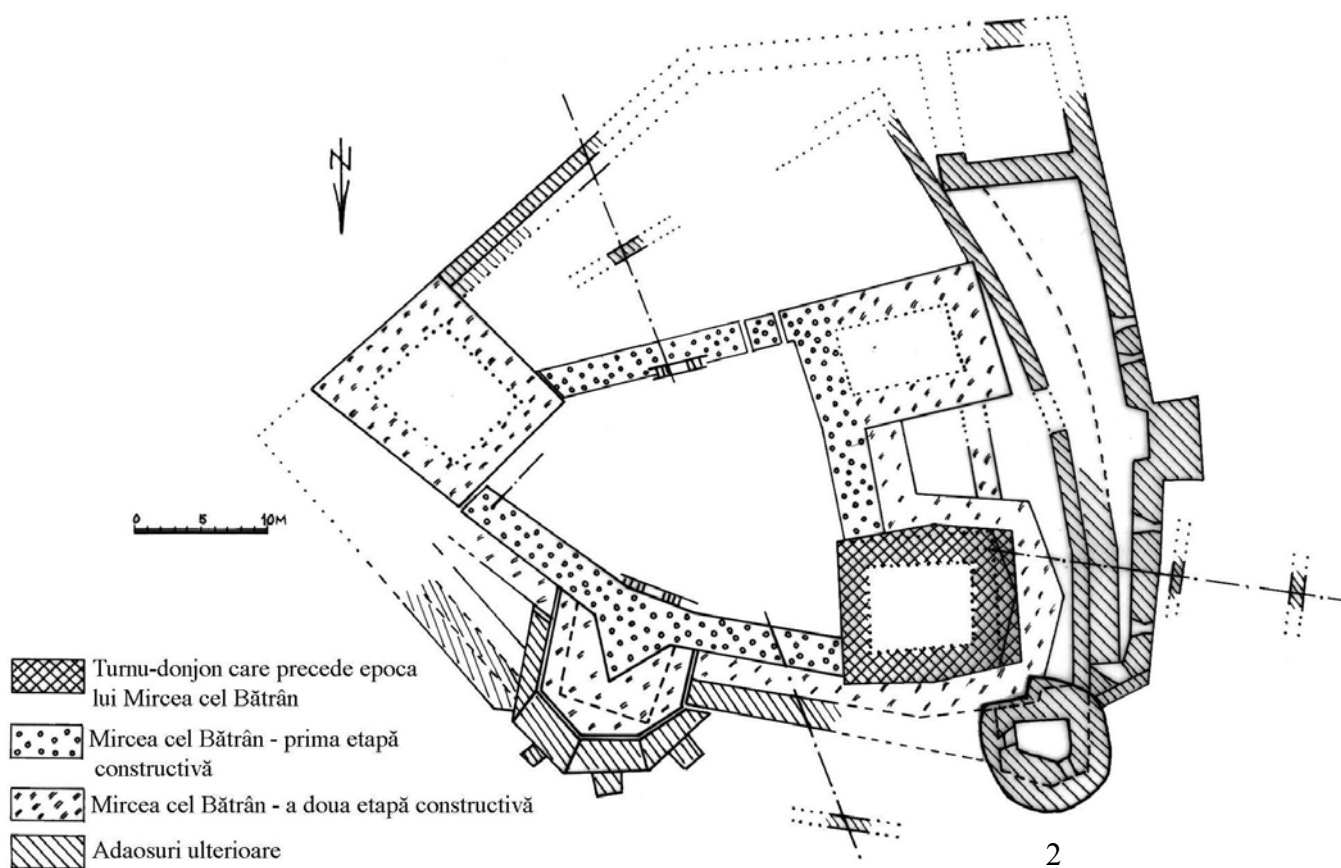 N
0 5 10M
Turnu-donjon care precede epoca
lui Mircea cel Bătrân
Mircea cel Bătrân - prima etapă
constructivă
Mircea cel Bătrân - a doua etapă constructivă
Adaosuri ulterioare
2